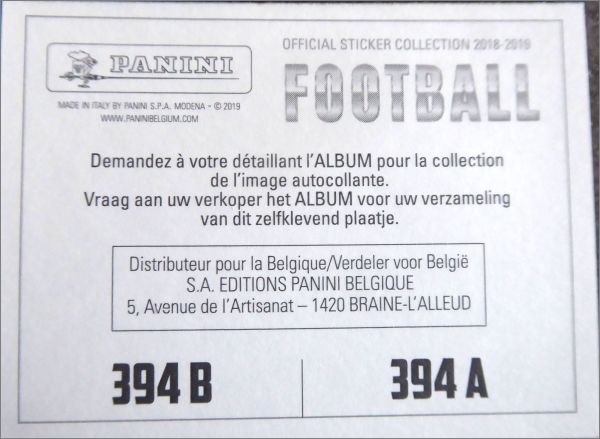 PANINI
MADE IN ITALY BY PANINI S.P.A. MODENA - © 2019
WWW.PANINIBELGIUM.COM
OFFICIAL STICKER COLLECTION 2018-2019
FOOTBALL
Demandez à votre détaillant l'ALBUM pour la collection
de l'image autocollante.
Vraag aan uw verkoper het ALBUM voor uw verzameling
van dit zelfklevend plaatje.
Distributeur pour la Belgique/Verdeler voor België
S.A. EDITIONS PANINI BELGIQUE
5, Avenue de l'Artisanat – 1420 BRAINE-L'ALLEUD
394 B
394 A